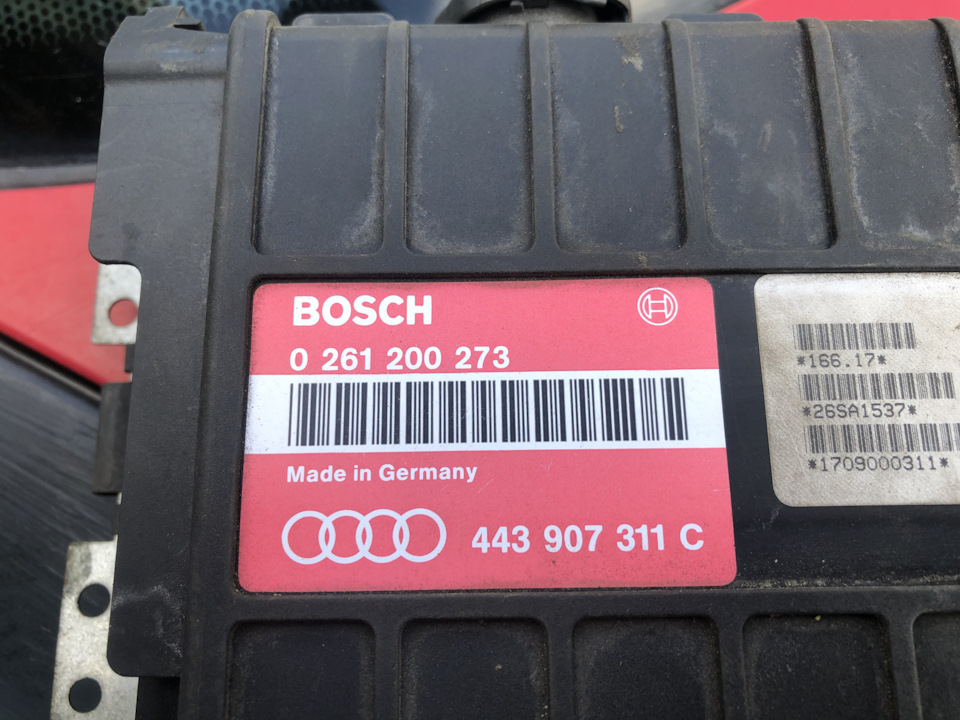 BOSCH
0 261 200 273
Made in Germany
443 907 311 C
*166.17*
*26SA1537*
*1709000311*